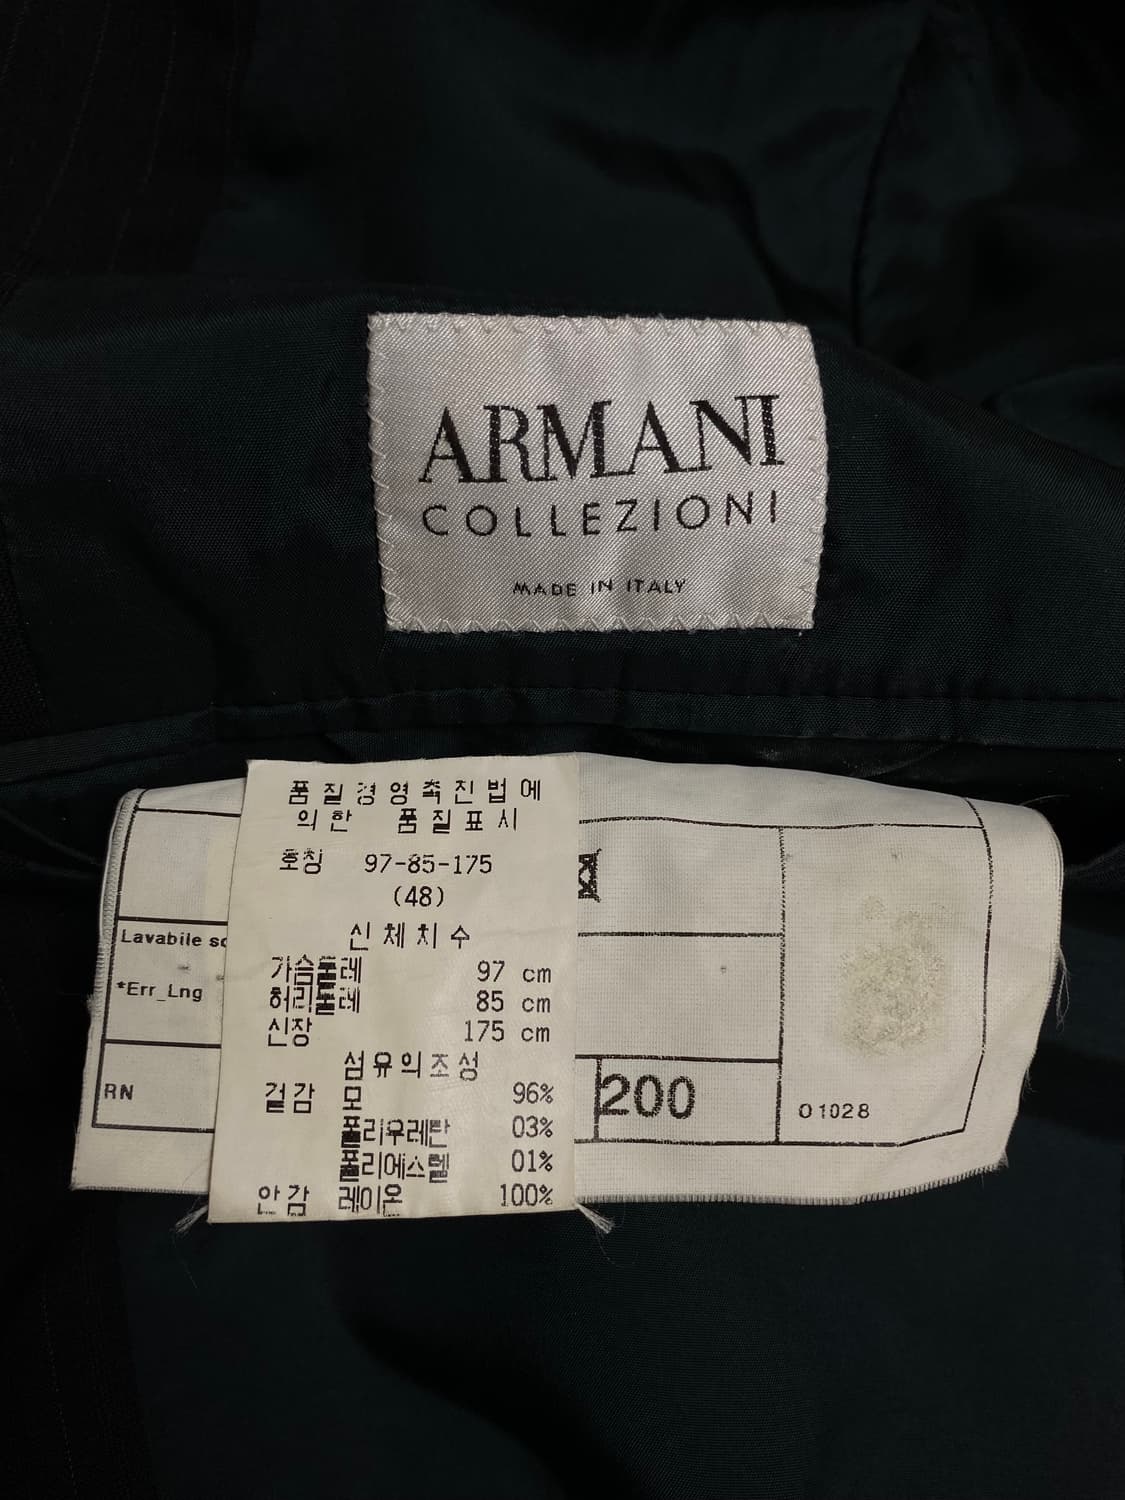 ARMANI
COLLEZIONI
MADE IN ITALY
품질경영촉진법에
의한 품질표시
호칭 97-85-175
(48)
신체치수
가슴둘레 97 cm
허리둘레 85 cm
신장 175 cm
섬유의조성
겉감 모 96%
폴리우레탄 03%
폴리에스텔 01%
안감 레이온 100%
Lavabile
*Err_Lng
RN
200
01028